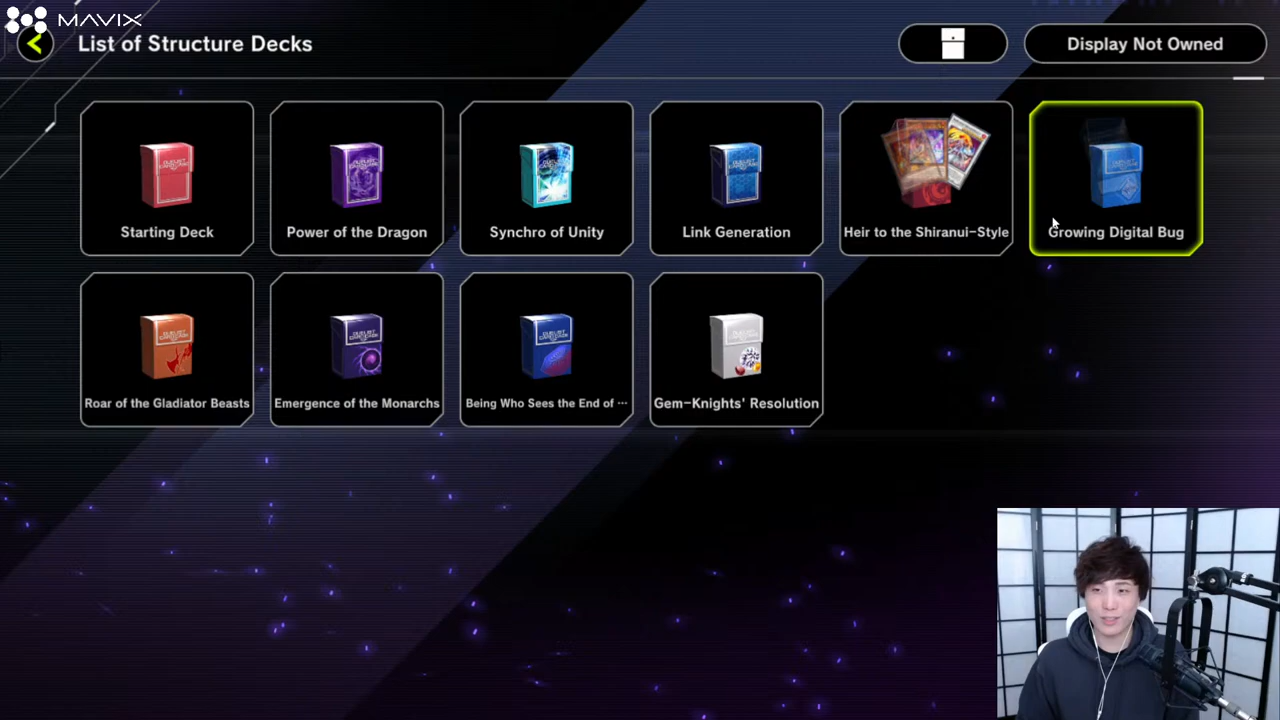 MAVIX
List of Structure Decks
Display Not Owned
Starting Deck
Power of the Dragon
Synchro of Unity
Link Generation
Heir to the Shiranui-Style
Growing Digital Bug
Roar of the Gladiator Beasts
Emergence of the Monarchs
Being Who Sees the End of ···
Gem-Knights' Resolution